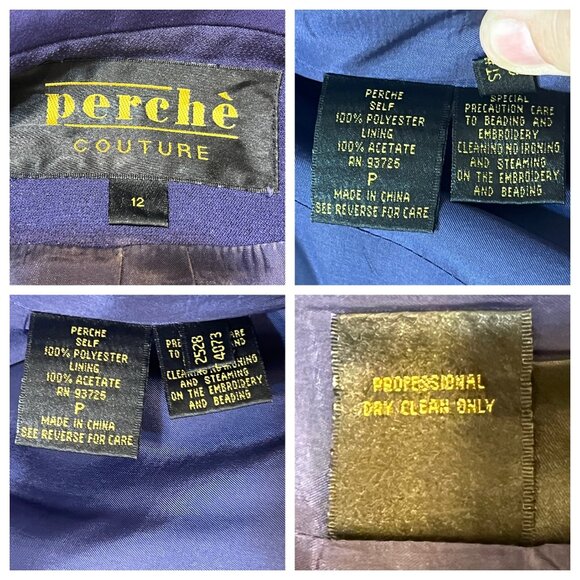 perchè
COUTURE
12
PERCHE
SELF
100% POLYESTER
LINING
100% ACETATE
RN 93725
P
MADE IN CHINA
SEE REVERSE FOR CARE
ST
SPECIAL
PRECAUTION CARE
TO BEADING AND
EMBROIDERY
CLEANING NO IRONING
AND STEAMING
ON THE EMBROIDERY
AND BEADING
PERCHE
SELF
100% POLYESTER
LINING
100% ACETATE
RN 93725
P
MADE IN CHINA
SEE REVERSE FOR CARE
2528
4073
AND STEAMING
ON THE EMBROIDERY
AND BEADING
PROFESSIONAL
DRY CLEAN ONLY